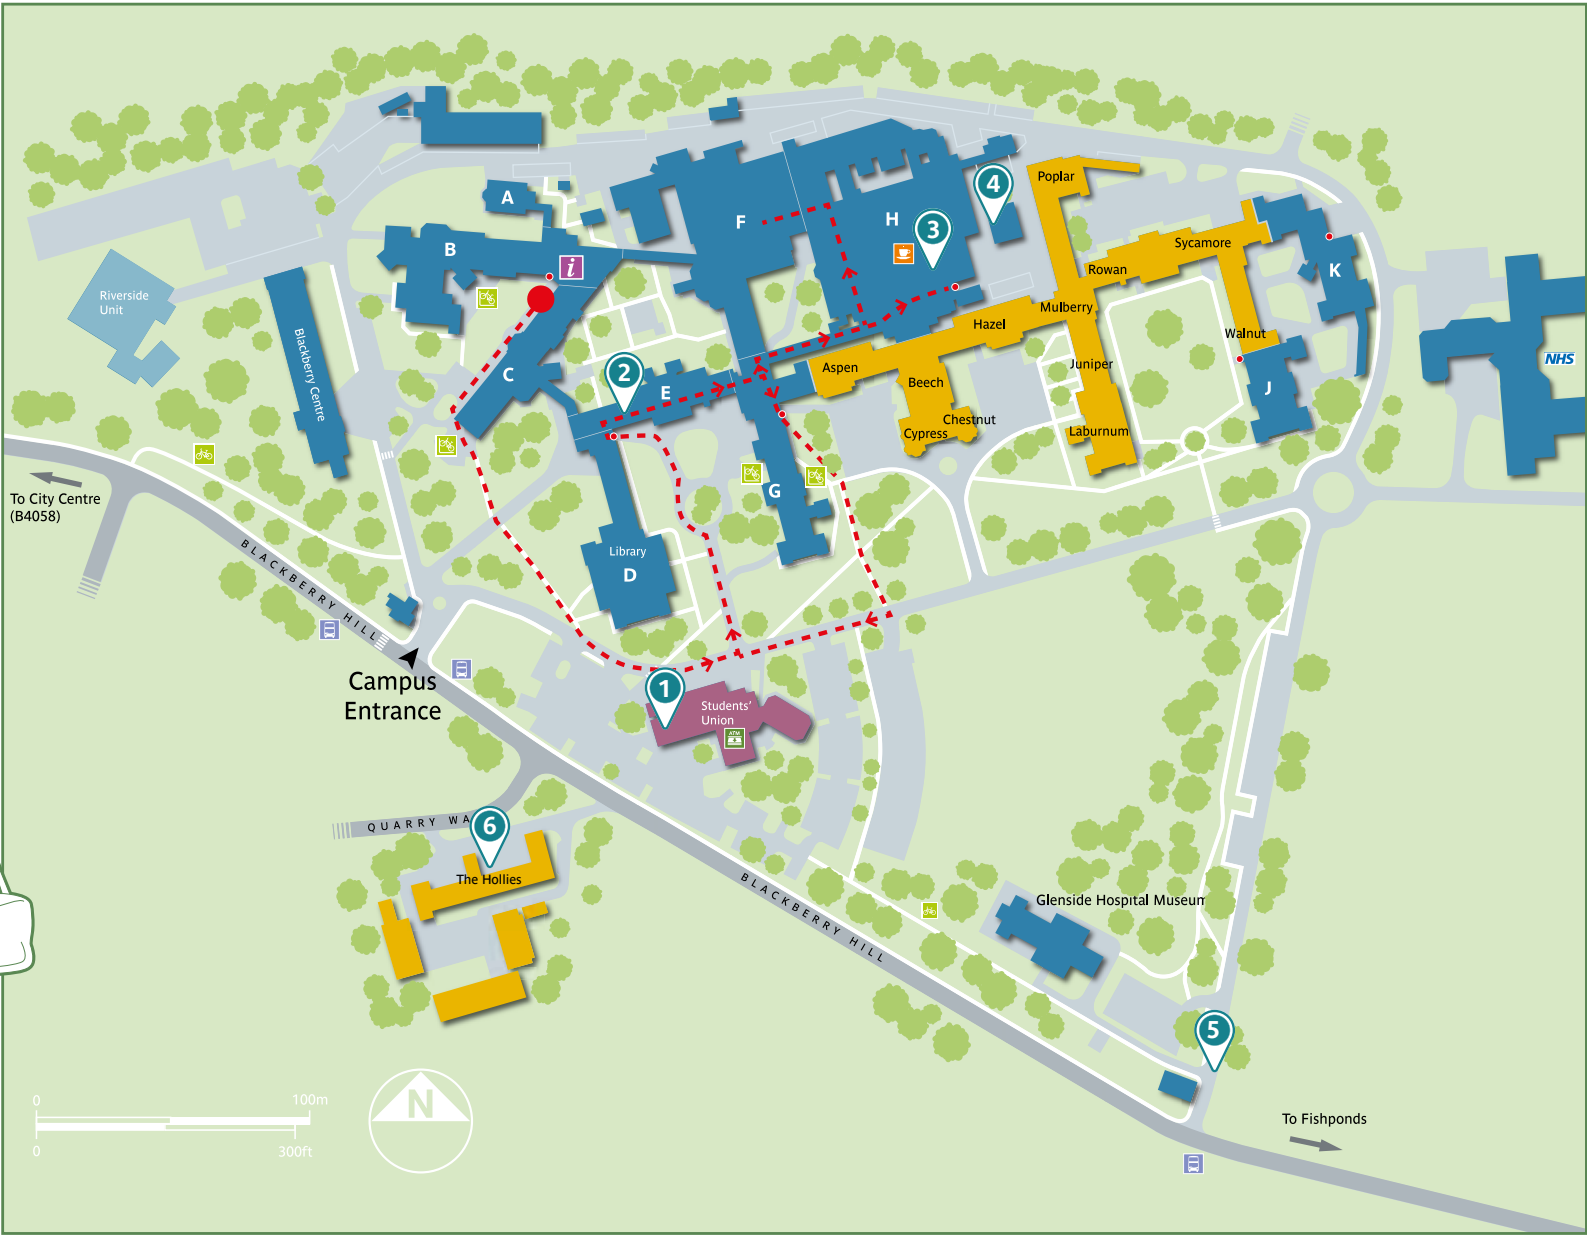 A
B
i
Riverside
Unit
Blackberry Centre
C
F
H
3
4
Poplar
Sycamore
Rowan
Mulberry
K
Walnut
NHS
J
Hazel
Aspen
Beech
Chestnut
Cypress
Juniper
Laburnum
2
E
G
Library
D
To City Centre
(B4058)
BLACKBERRY HILL
Campus
Entrance
1
Students'
Union
ATM
QUARRY WA
6
The Hollies
BLACKBERRY HILL
Glenside Hospital Museum
5
To Fishponds
0
100m
0
300ft
N